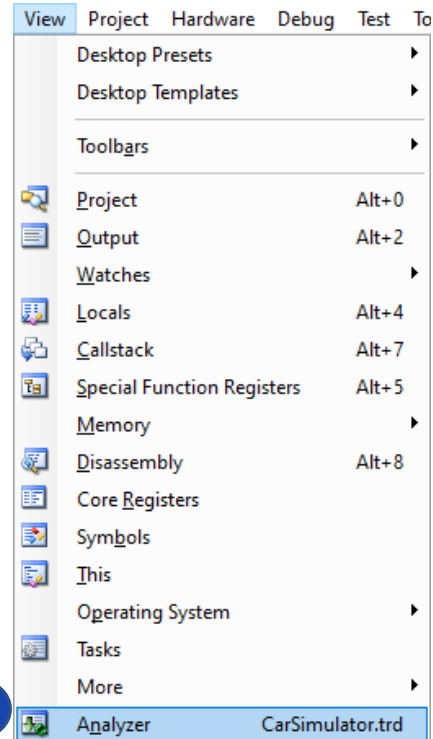 View Project Hardware Debug Test To
Desktop Presets
Desktop Templates
Toolbars
Project Alt+0
Output Alt+2
Watches
Locals Alt+4
Callstack Alt+7
Special Function Registers Alt+5
Memory
Disassembly Alt+8
Core Registers
Symbols
This
Operating System
Tasks
More
Analyzer CarSimulator.trd